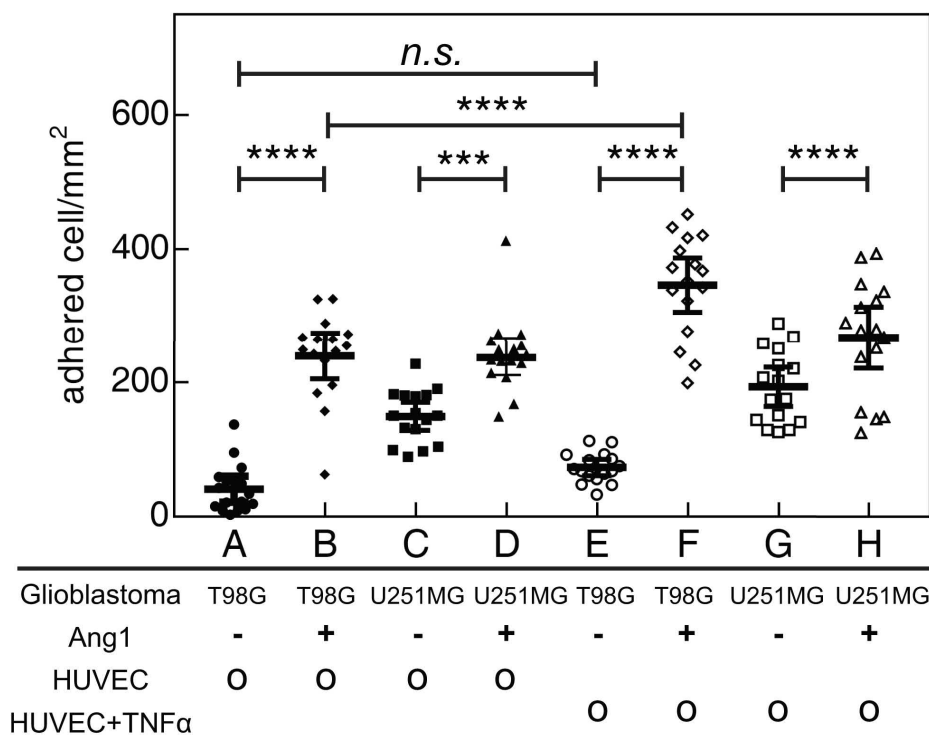 n.s.
****
**** *** **** ****
600
400
200
0
adhered cell/mm²
A B C D E F G H
Glioblastoma T98G T98G U251MG U251MG T98G T98G U251MG U251MG
Ang1 - + - + - + - +
HUVEC o o o o
HUVEC+TNFα o o o o